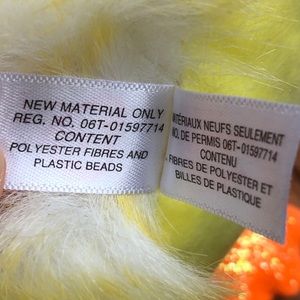 NEW MATERIAL ONLY
REG. NO. 06T-01597714
CONTENT
POLYESTER FIBRES AND
PLASTIC BEADS
MATÉRIAUX NEUFS SEULEMENT
NO. DE PERMIS 06T-01597714
CONTENU
FIBRES DE POLYESTER ET
BILLES DE PLASTIQUE